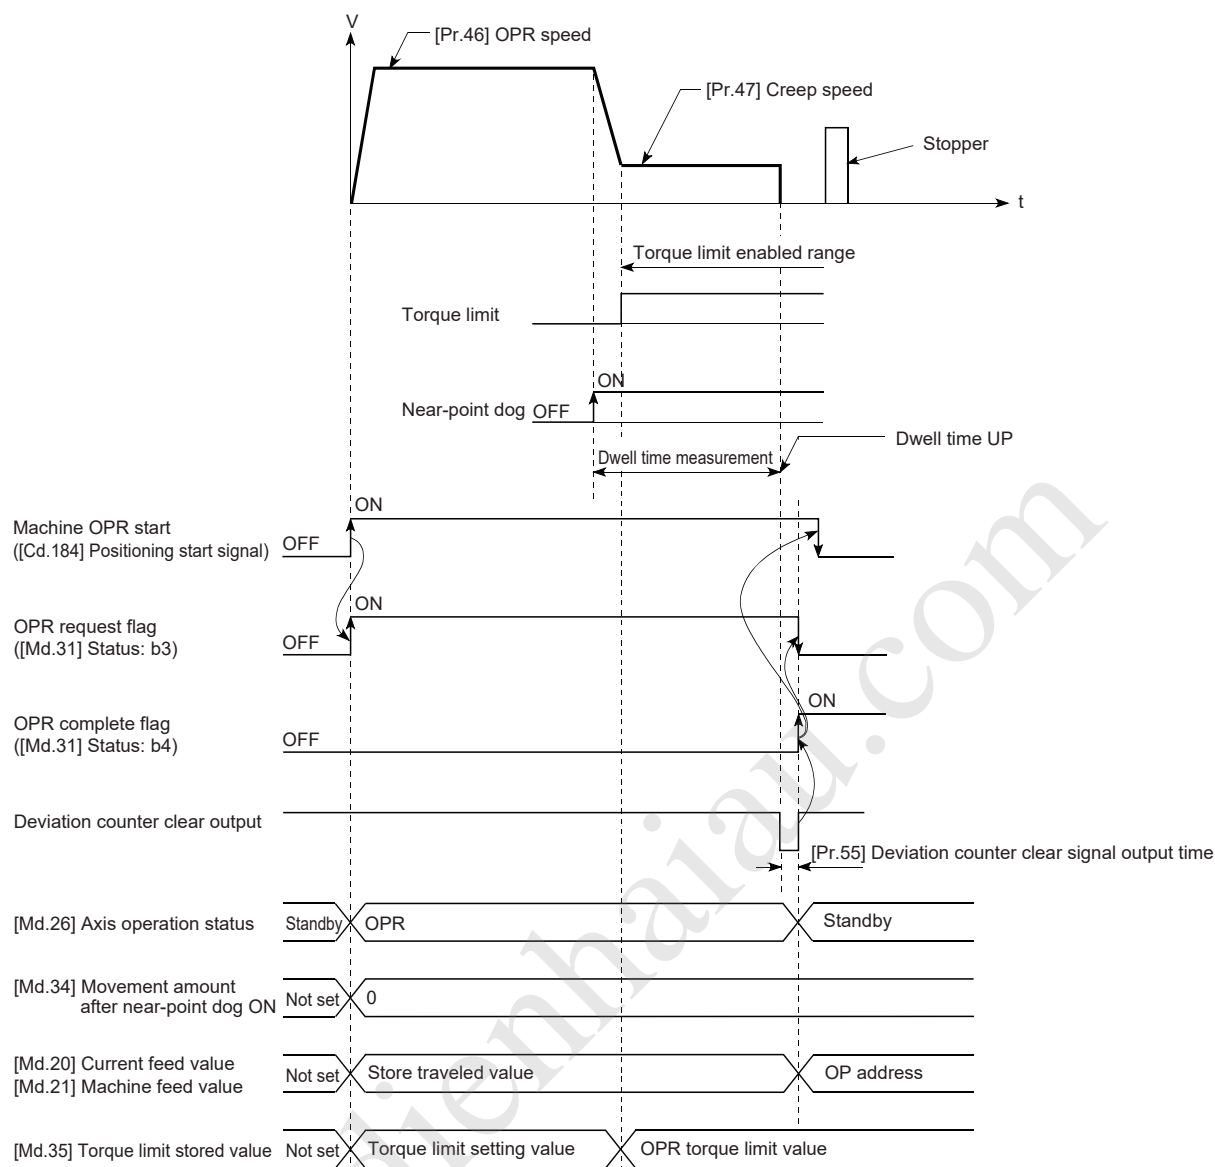 V
[Pr.46] OPR speed
[Pr.47] Creep speed
Stopper
t
Torque limit enabled range
Torque limit
ON
Near-point dog OFF
Dwell time UP
Dwell time measurement
ON
Machine OPR start
([Cd.184] Positioning start signal) OFF
ON
OPR request flag
([Md.31] Status: b3) OFF
ON
OPR complete flag
([Md.31] Status: b4) OFF
Deviation counter clear output
[Pr.55] Deviation counter clear signal output time
[Md.26] Axis operation status Standby OPR Standby
[Md.34] Movement amount
after near-point dog ON Not set 0
[Md.20] Current feed value
[Md.21] Machine feed value Not set Store traveled value OP address
[Md.35] Torque limit stored value Not set Torque limit setting value OPR torque limit value
dienhaiau.com